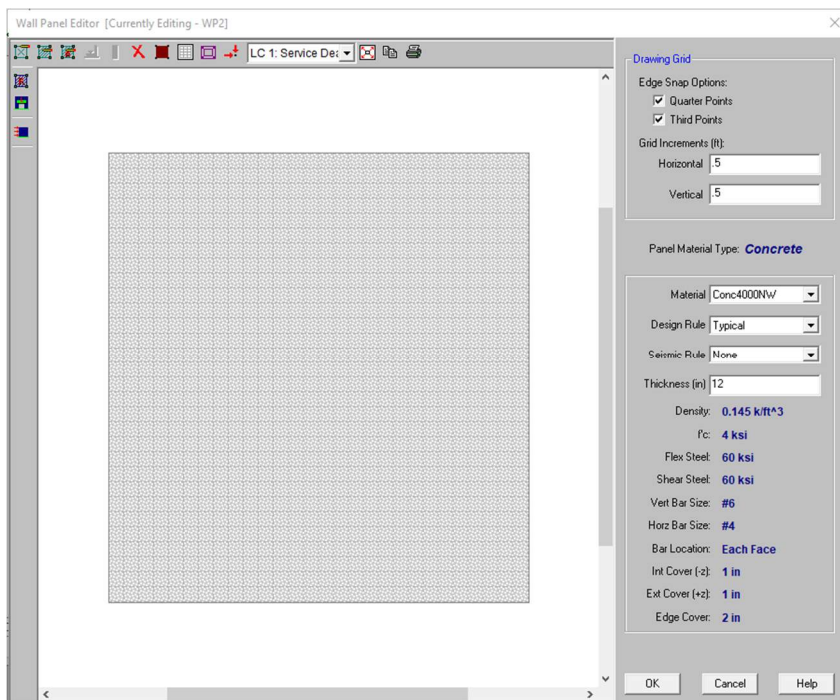 Wall Panel Editor [Currently Editing - WP2]
LC 1: Service Dea
Drawing Grid
Edge Snap Options:
Quarter Points
Third Points
Grid Increments (ft):
Horizontal .5
Vertical .5
Panel Material Type: Concrete
Material Conc4000NW
Design Rule Typical
Seismic Rule None
Thickness (in) 12
Density: 0.145 k/ft^3
f'c: 4 ksi
Flex Steel: 60 ksi
Shear Steel: 60 ksi
Vert Bar Size: #6
Horz Bar Size: #4
Bar Location: Each Face
Int Cover (-z): 1 in
Ext Cover (+z): 1 in
Edge Cover: 2 in
OK Cancel Help